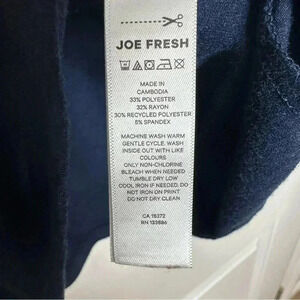 JOE FRESH
MADE IN
CAMBODIA
33% POLYESTER
32% RAYON
30% RECYCLED POLYESTER
5% SPANDEX
MACHINE WASH WARM
GENTLE CYCLE. WASH
INSIDE OUT WITH LIKE
COLOURS
ONLY NON-CHLORINE
BLEACH WHEN NEEDED
TUMBLE DRY LOW
COOL IRON IF NEEDED. DO
NOT IRON ON PRINT
DO NOT DRY CLEAN
CA 15372
RN 133886